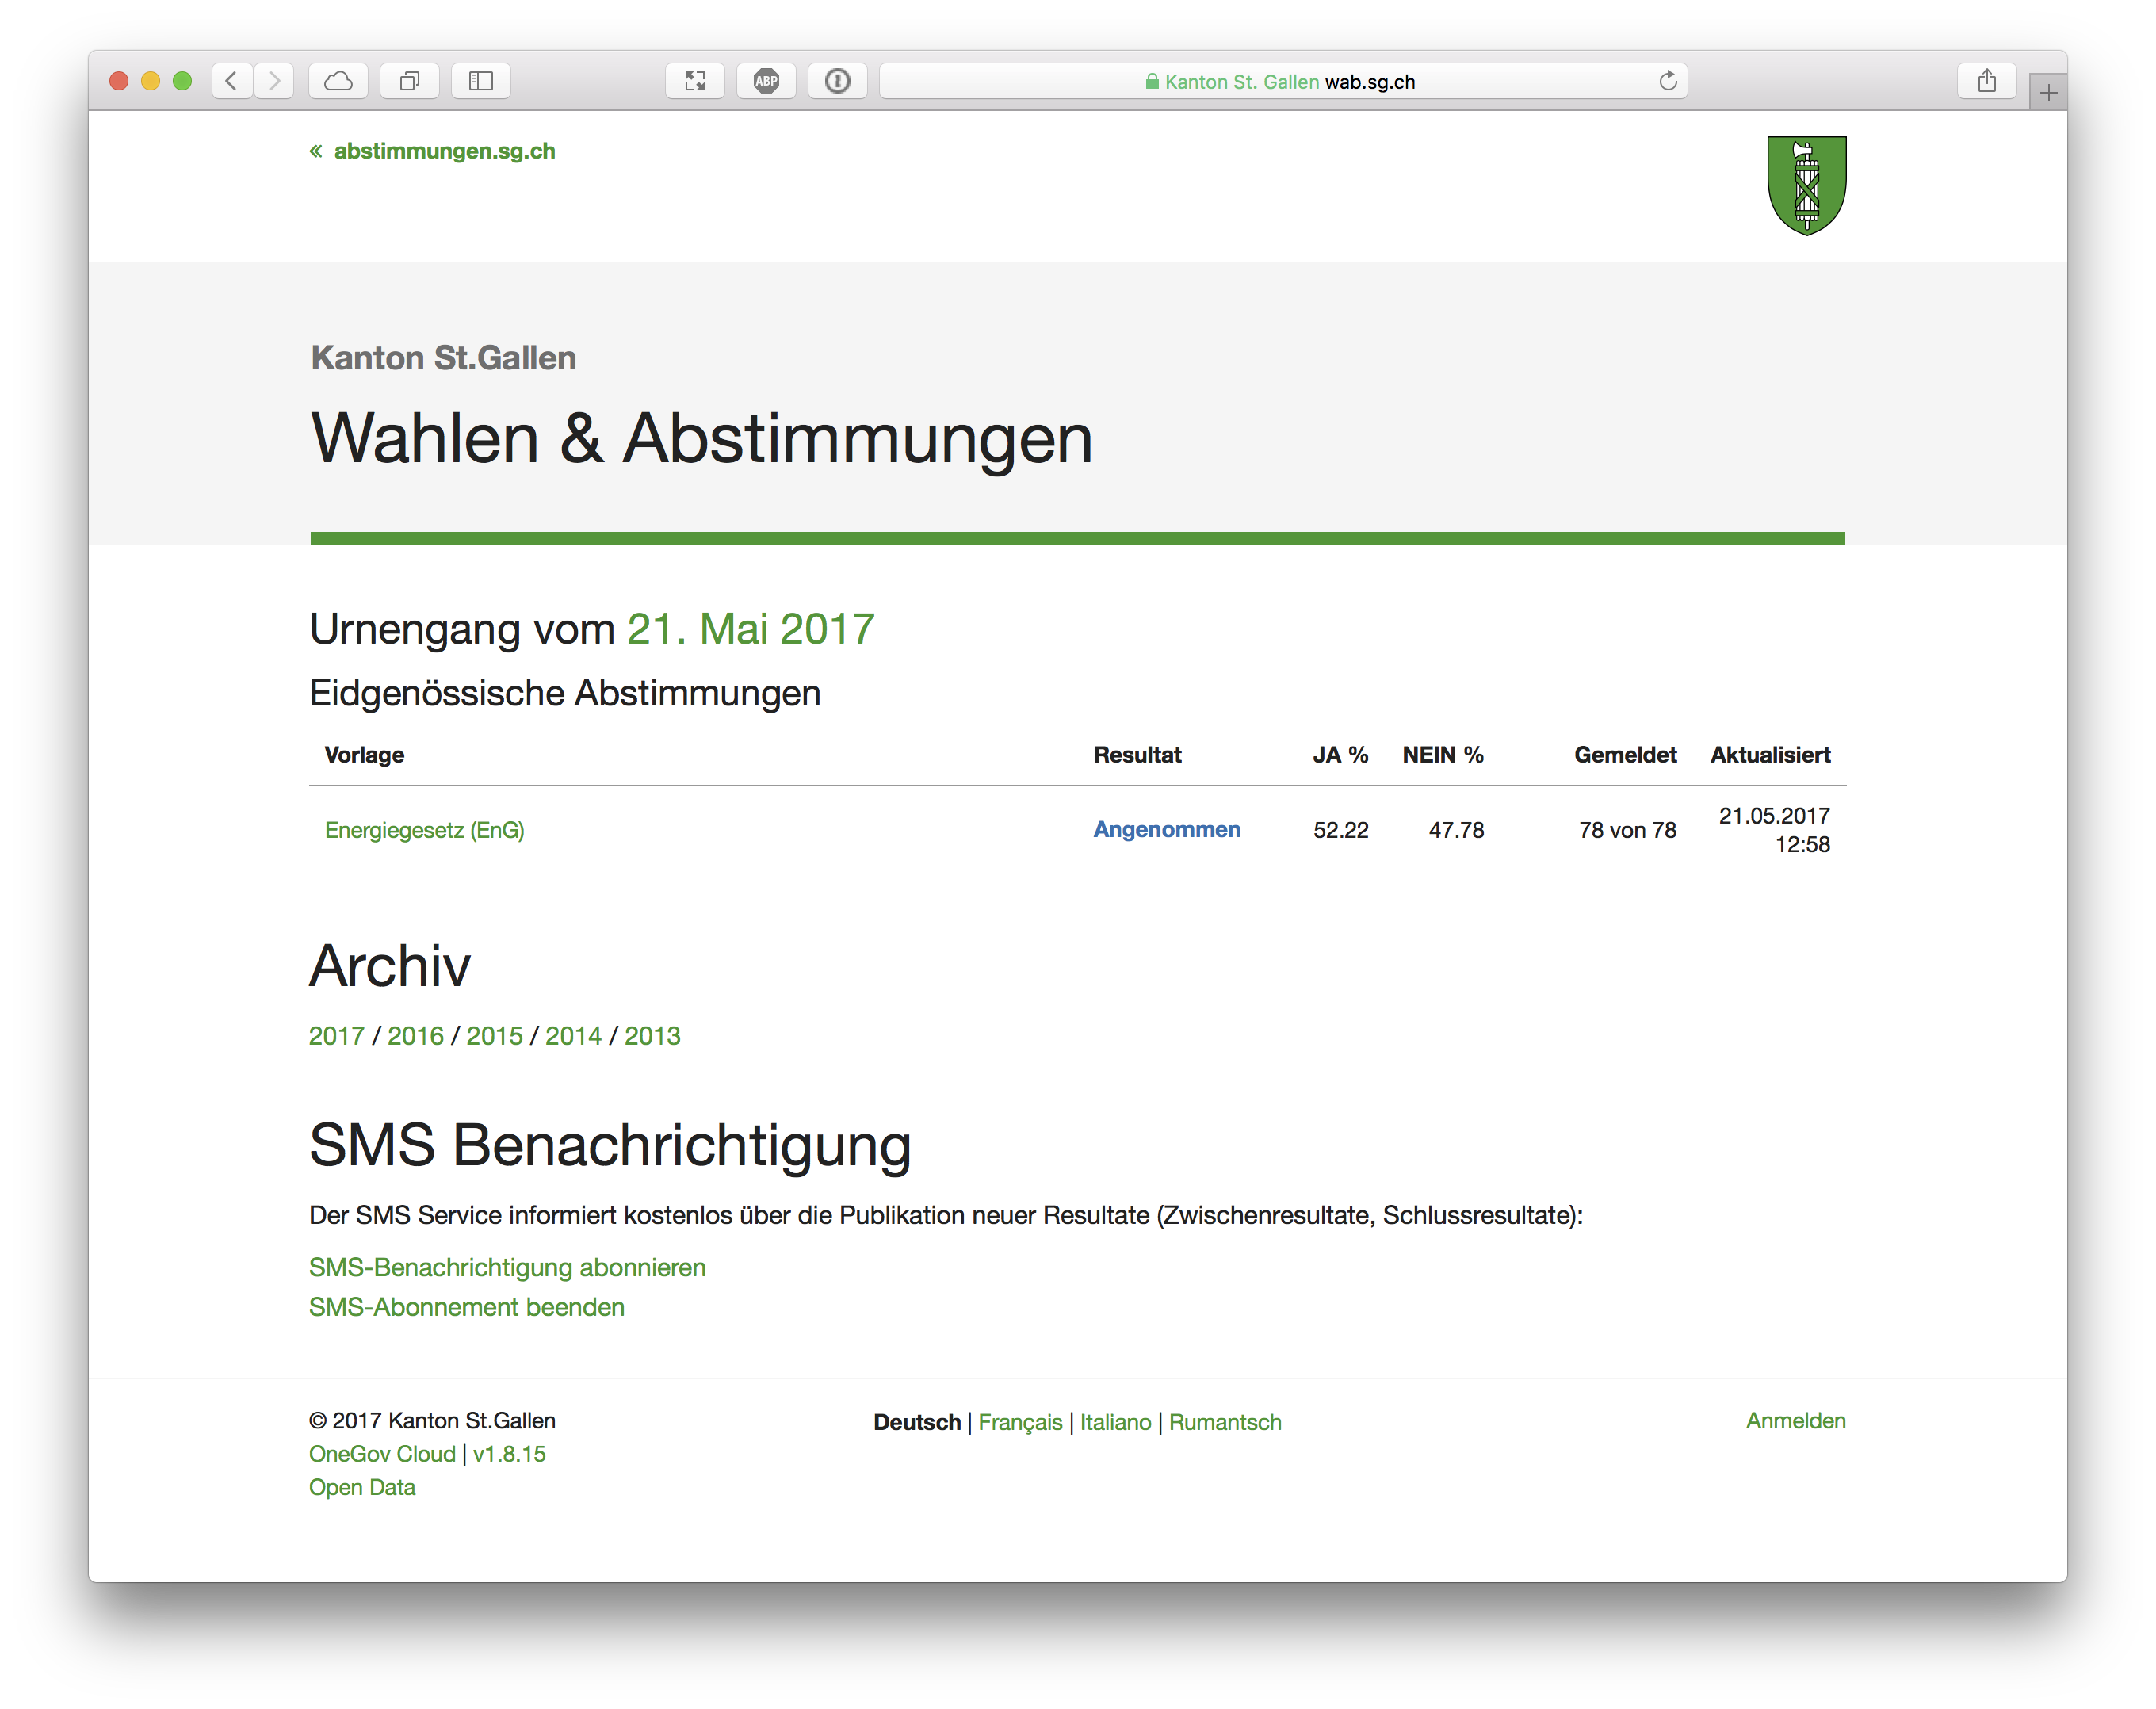 ABP
Kanton St. Gallen wab.sg.ch
« abstimmungen.sg.ch
Kanton St.Gallen
Wahlen & Abstimmungen
Urnengang vom 21. Mai 2017
Eidgenössische Abstimmungen
Vorlage Resultat JA % NEIN % Gemeldet Aktualisiert
Energiegesetz (EnG) Angenommen 52.22 47.78 78 von 78 21.05.2017
12:58
Archiv
2017 / 2016 / 2015 / 2014 / 2013
SMS Benachrichtigung
Der SMS Service informiert kostenlos über die Publikation neuer Resultate (Zwischenresultate, Schlussresultate):
SMS-Benachrichtigung abonnieren
SMS-Abonnement beenden
© 2017 Kanton St.Gallen
OneGov Cloud | v1.8.15
Open Data
Deutsch | Français | Italiano | Rumantsch
Anmelden